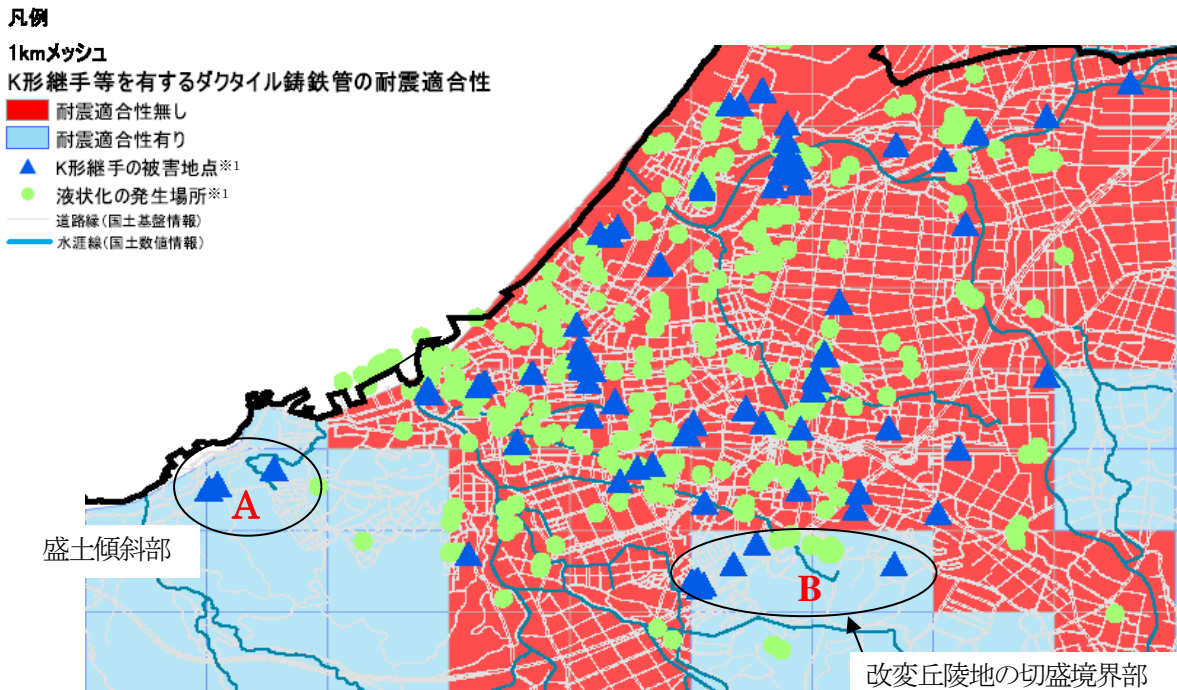 凡例
1kmメッシュ
K形継手等を有するダクタイル鋳鉄管の耐震適合性
耐震適合性無し
耐震適合性有り
K形継手の被害地点※1
液状化の発生場所※1
道路縁(国土基盤情報)
水涯線(国土数値情報)
A
盛土傾斜部
B
改変丘陵地の切盛境界部